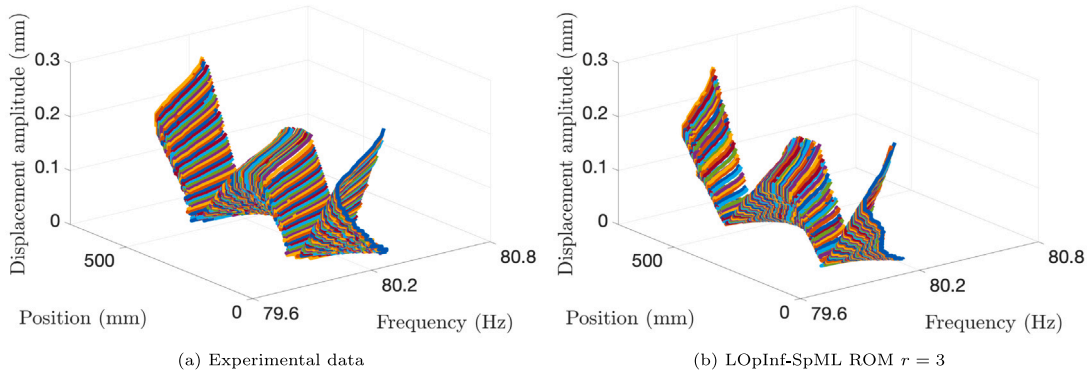 Displacement amplitude (mm)
0.3
0.2
0.1
0
500
0
79.6
80.2
80.8
Position (mm)
Frequency (Hz)
(a) Experimental data
Displacement amplitude (mm)
0.3
0.2
0.1
0
500
0
79.6
80.2
80.8
Position (mm)
Frequency (Hz)
(b) LOpInf-SpML ROM r = 3